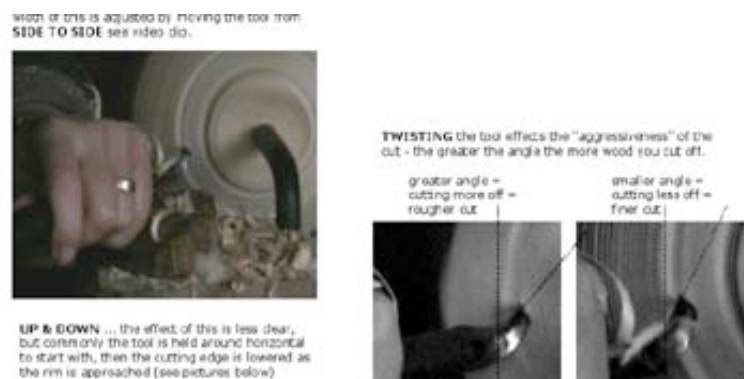 width of this is adjusted by moving the tool from
SIDE TO SIDE see video clip.
UP & DOWN ... the effect of this is less clear,
but commonly the tool is held around horizontal
to start with, then the cutting edge is lowered as
the rim is approached (see pictures below)
TWISTING the tool effects the "aggressiveness" of the
cut - the greater the angle the more wood you cut off.
greater angle =
cutting more off =
rougher cut
smaller angle =
cutting less off =
finer cut